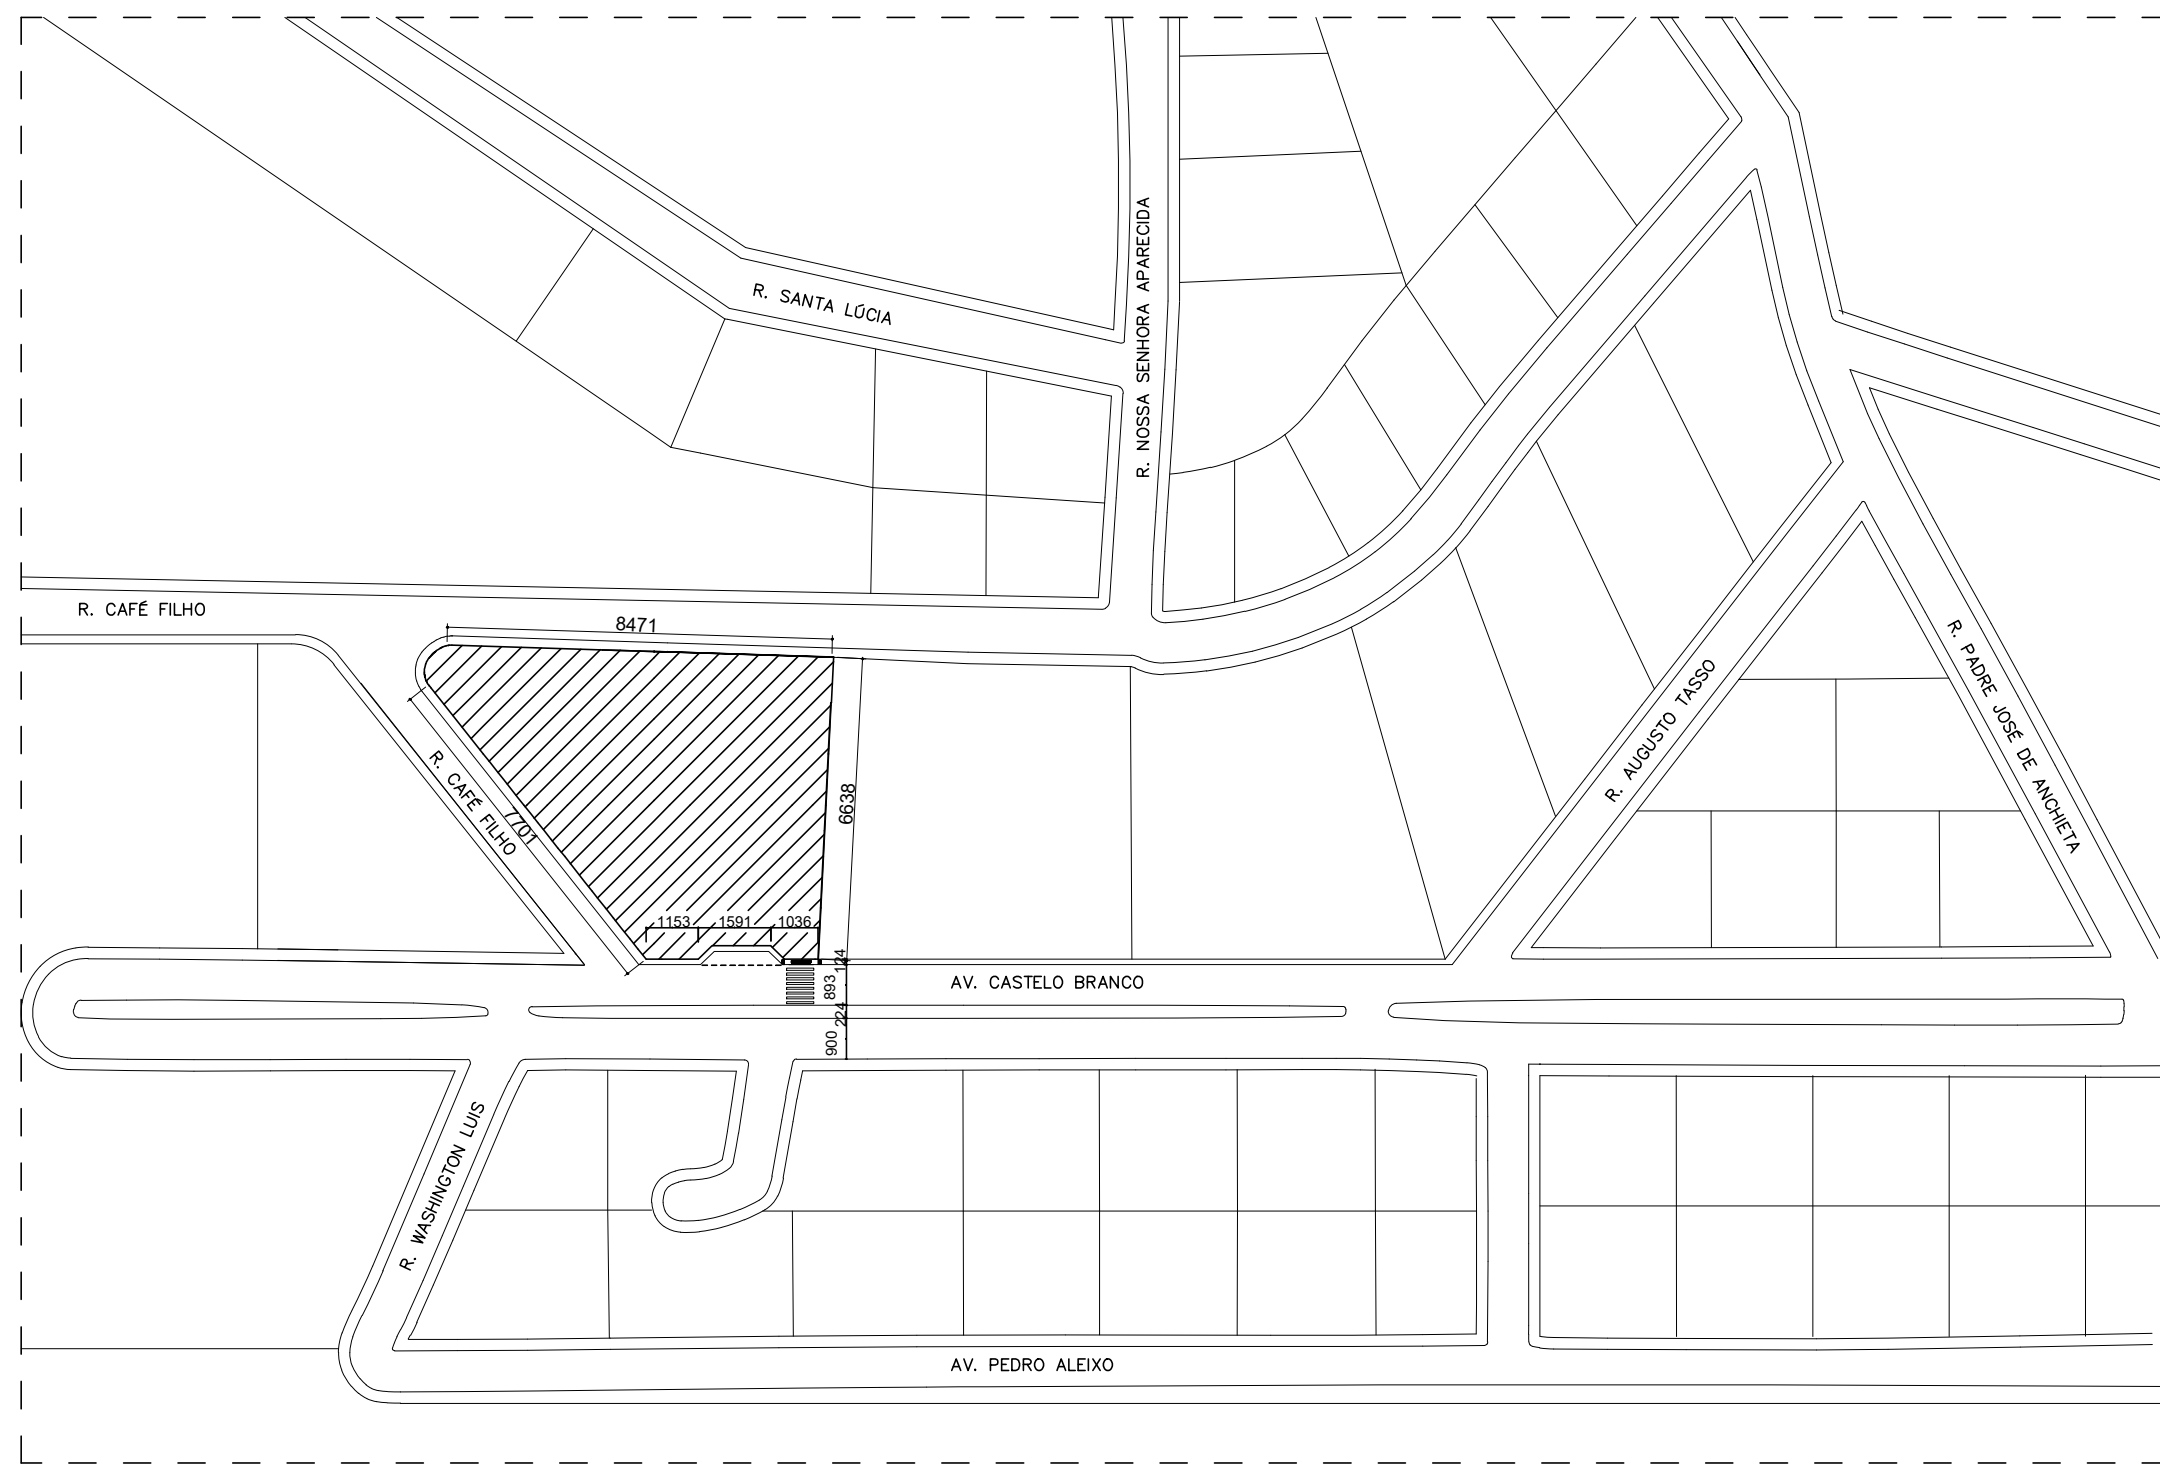 R. SANTA LÚCIA
R. NOSSA SENHORA APARECIDA
R. CAFÉ FILHO
8471
R. CAFÉ FILHO
7701
6638
R. AUGUSTO TASSO
R. PADRE JOSÉ DE ANCHIETA
1153
1591
1036
124
893
224
900
AV. CASTELO BRANCO
R. WASHINGTON LUIS
AV. PEDRO ALEIXO